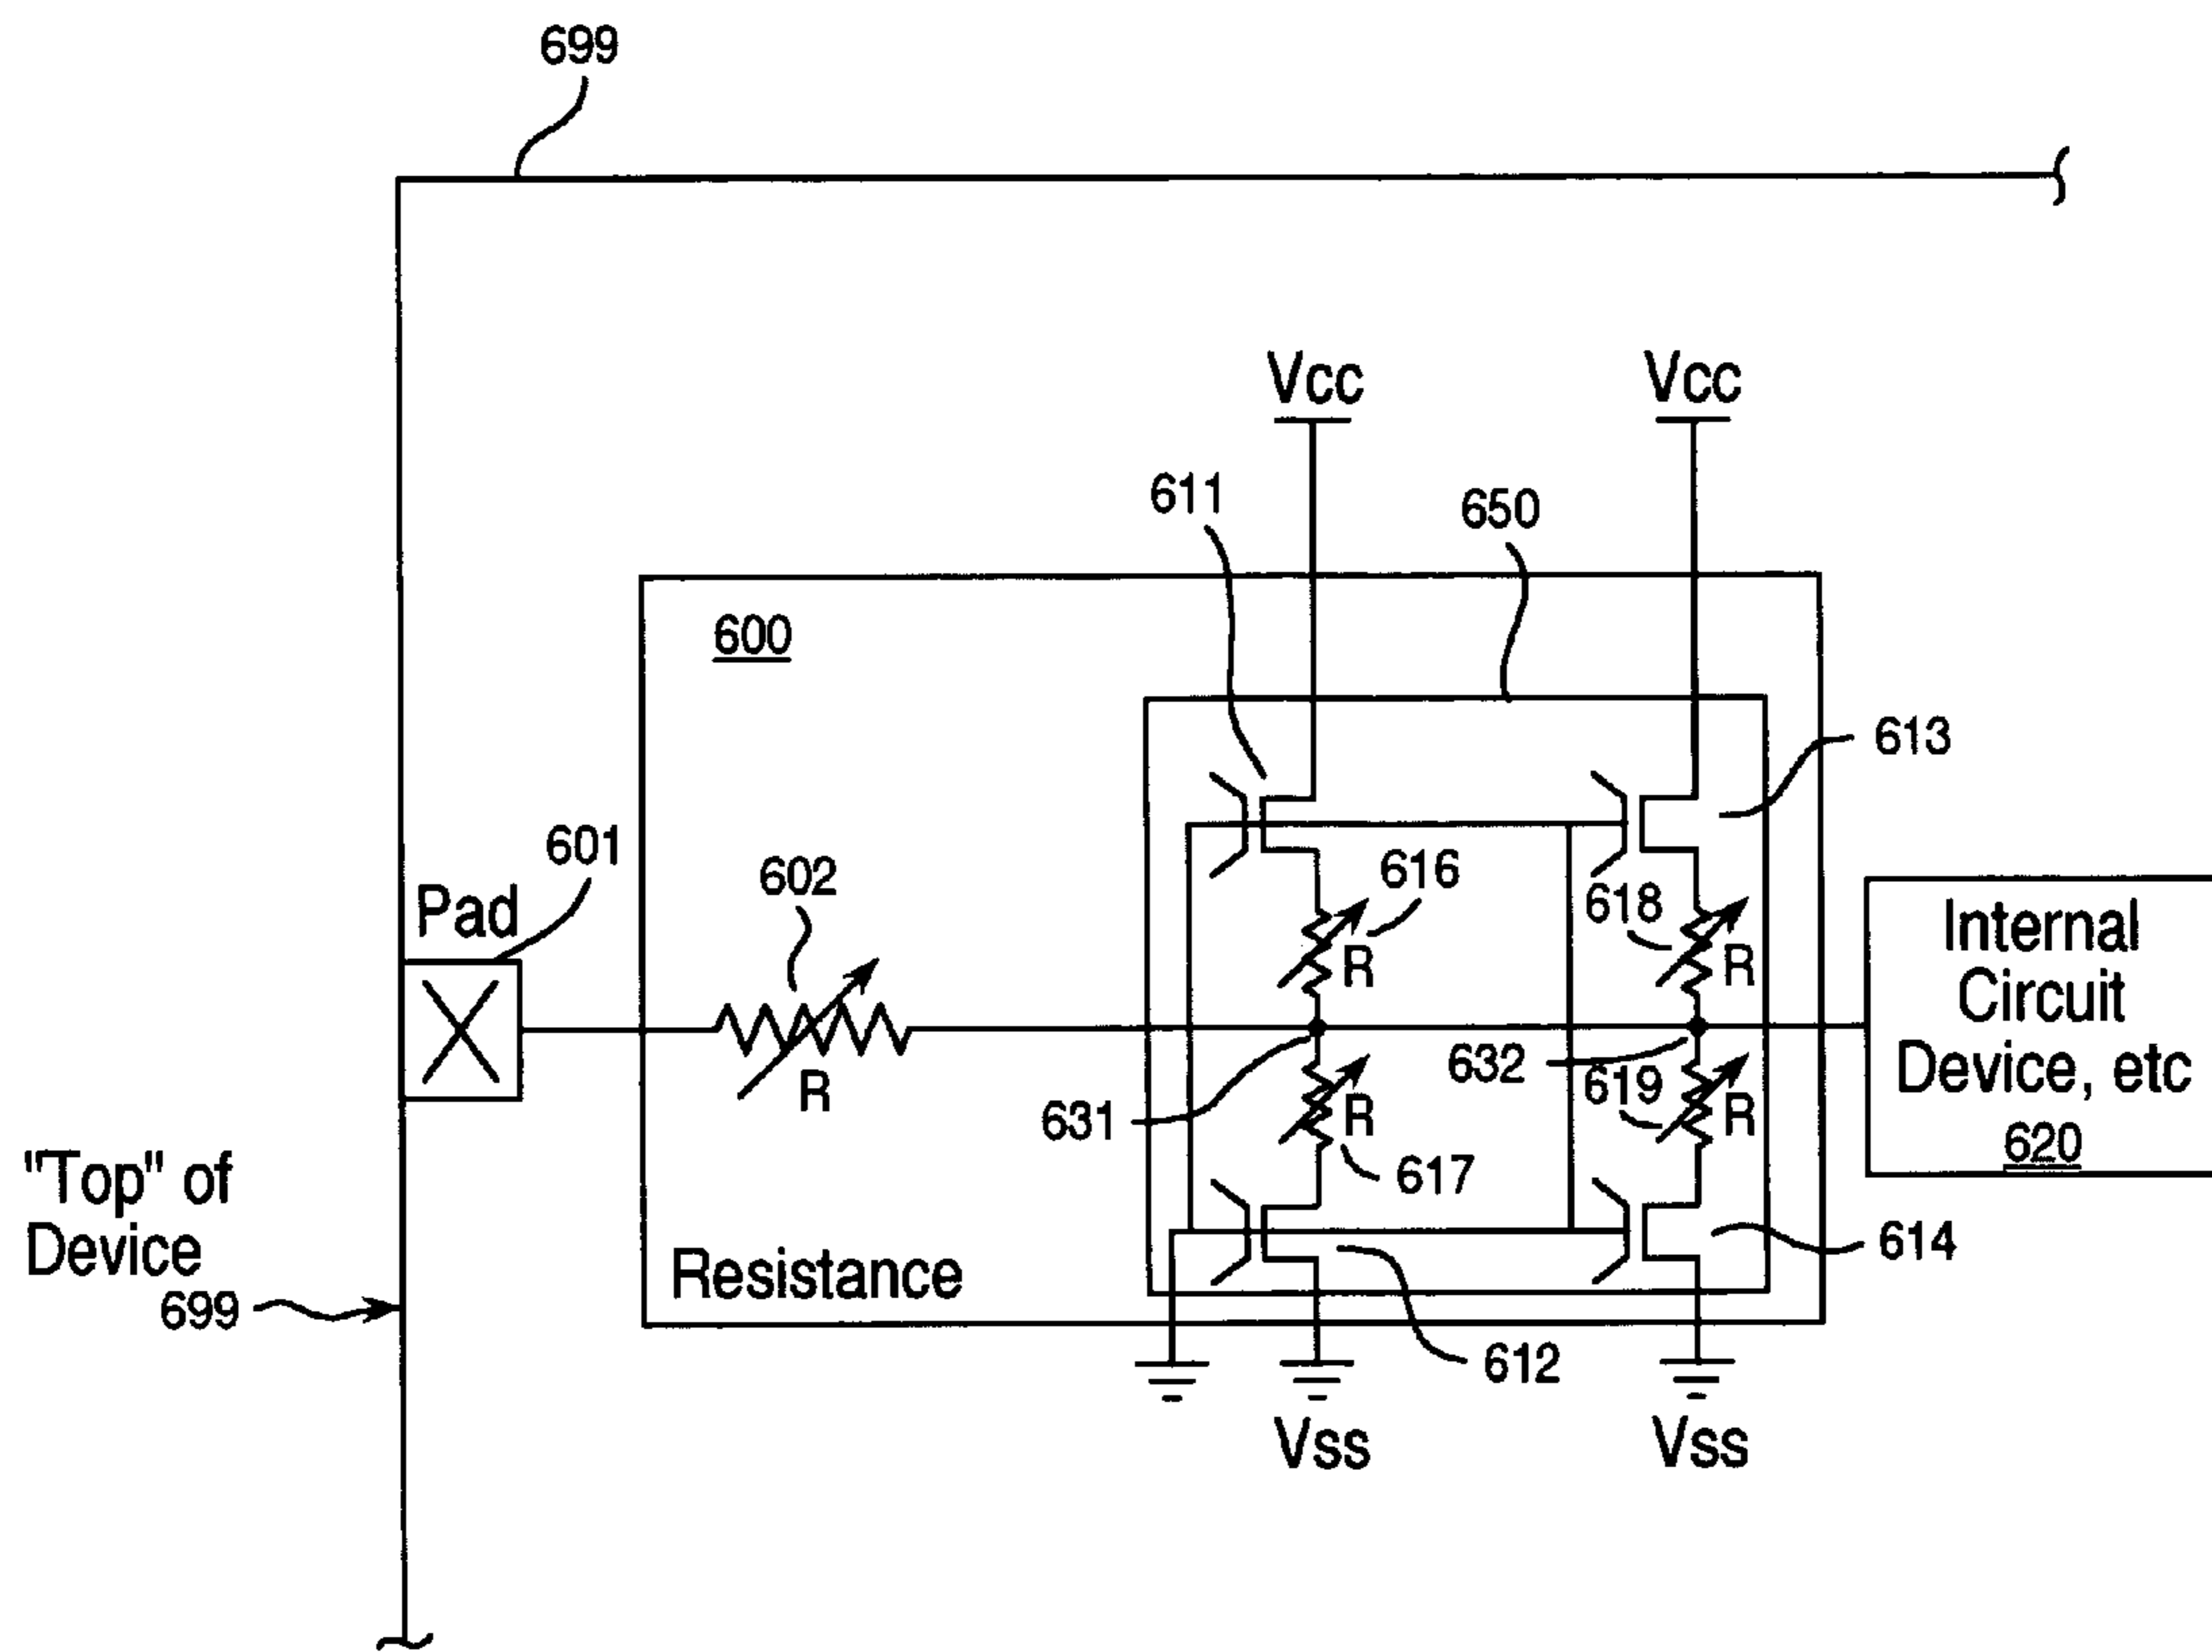 699
Vcc
Vcc
611
650
600
613
601
Pad
602
616
618
R
R
R
Internal
Circuit
Device, etc
620
631
632
619
R
R
617
"Top" of
Device
699
Resistance
614
612
Vss
Vss